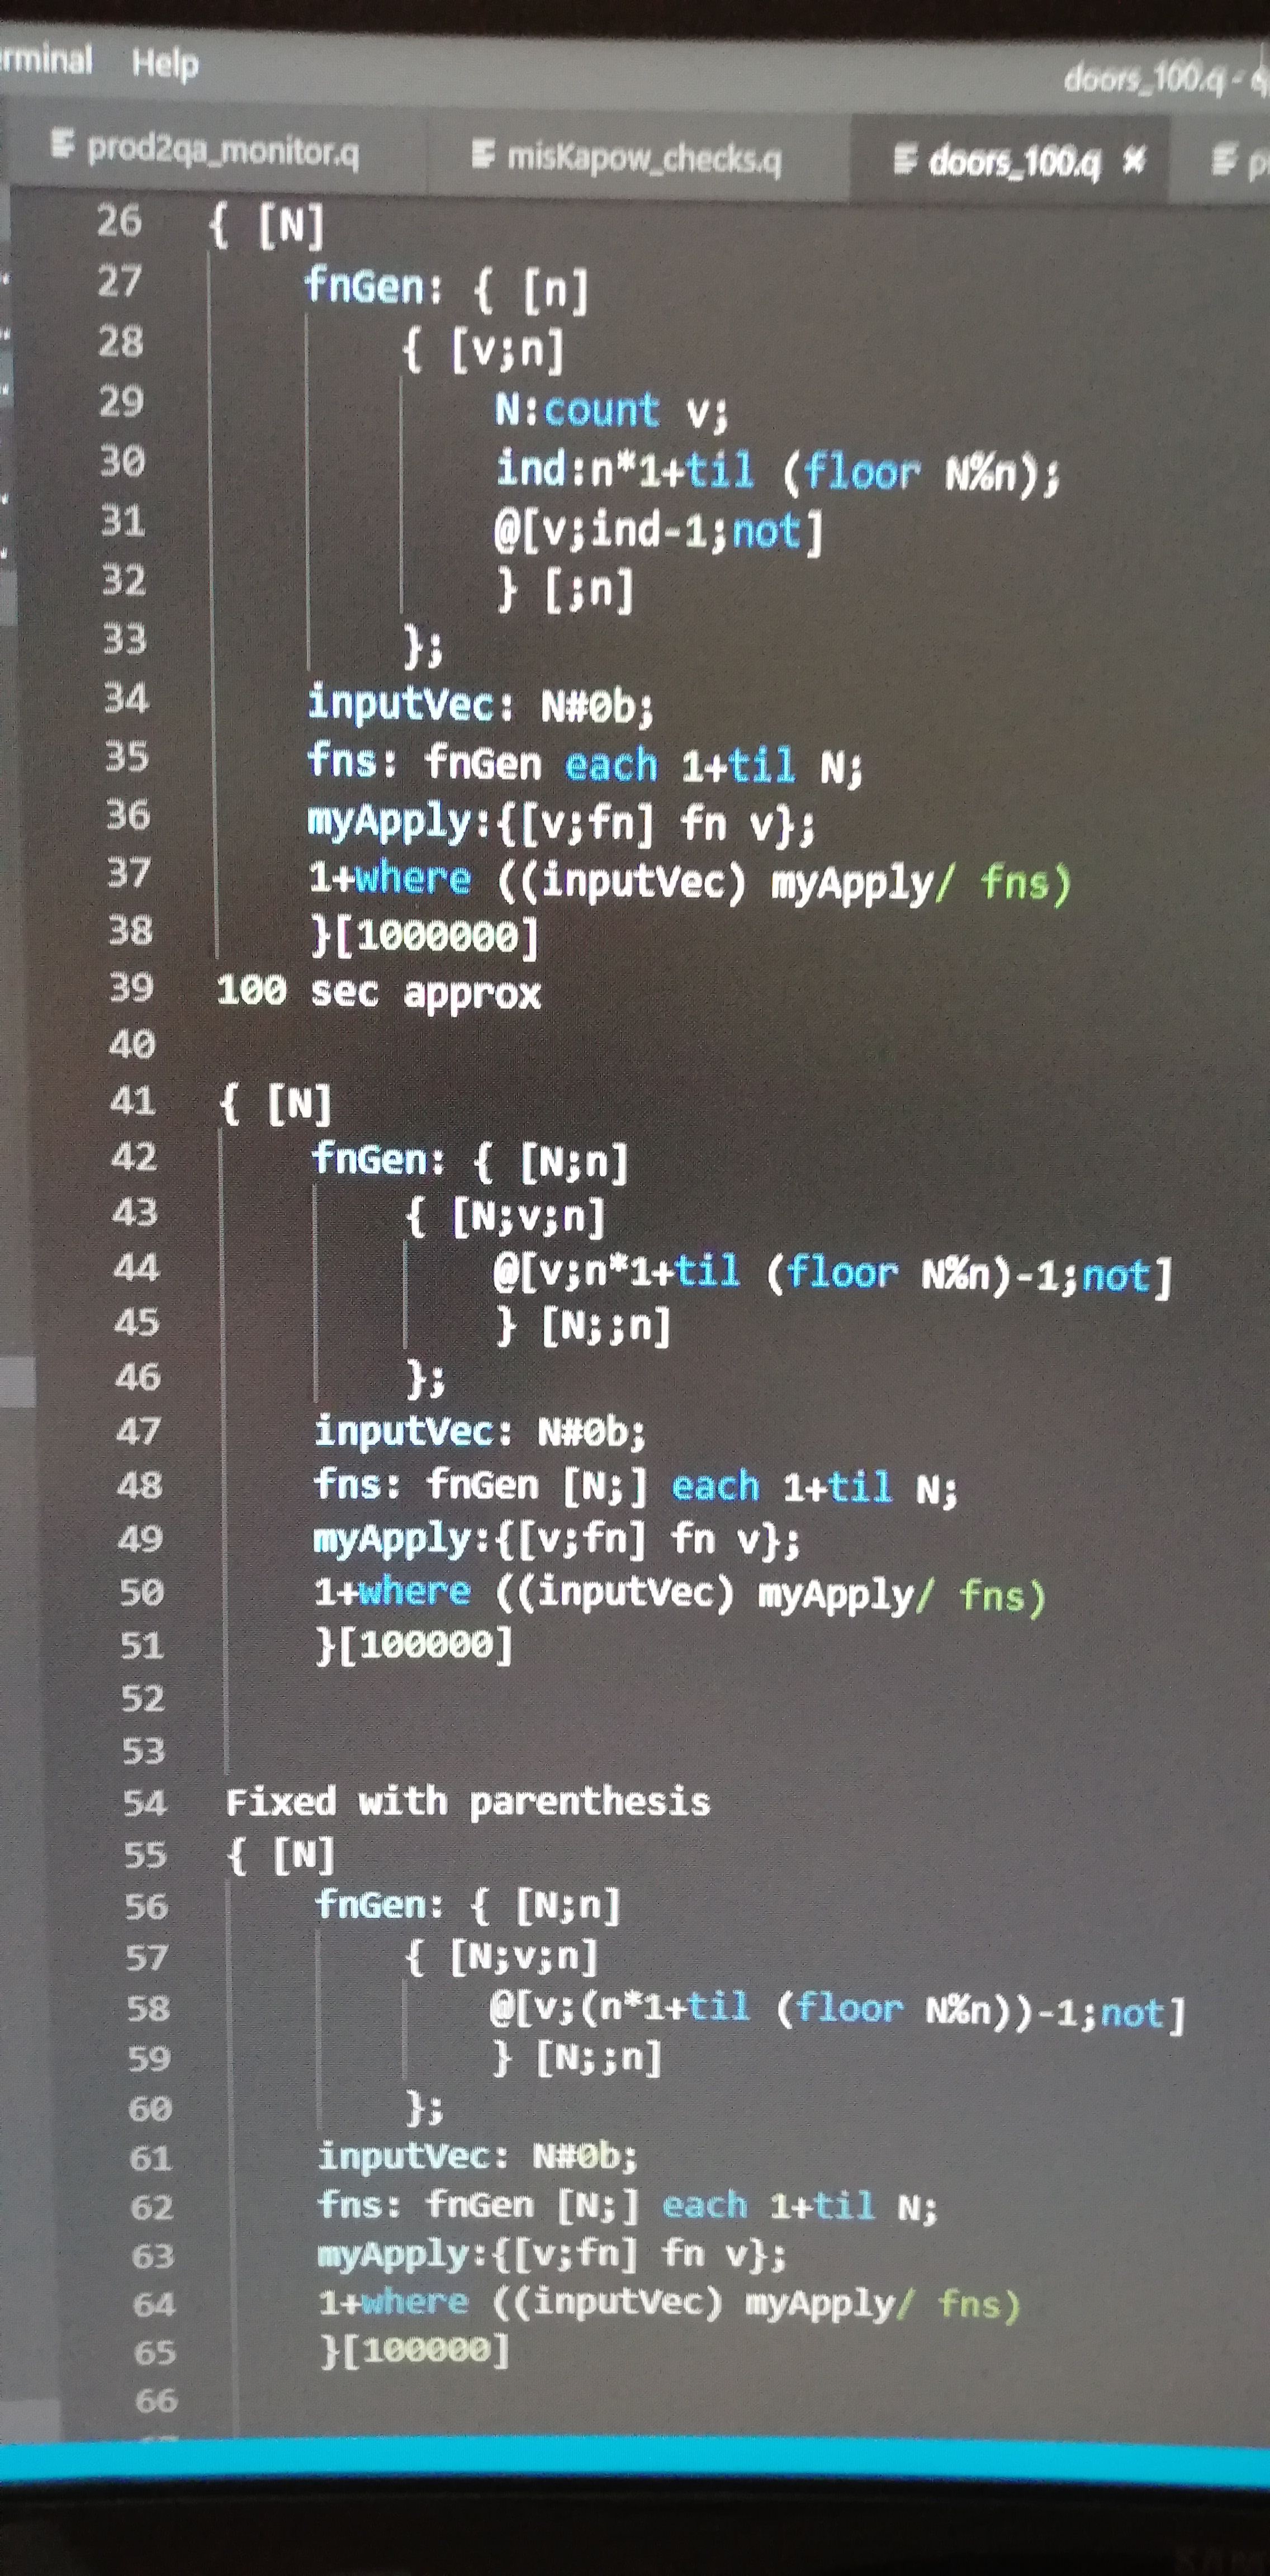 Help
doors_100.q -
prod2qa_monitor.q
misKapow_checks.q
doors_100.q ×
26 { [N]
27 fnGen: { [n]
28 { [v;n]
29 N:count v;
30 ind:n*1+til (floor N%n);
31 @[v;ind-1;not]
32 } [;n]
33 };
34 inputVec: N#0b;
35 fns: fnGen each 1+til N;
36 myApply:{[v;fn] fn v};
37 1+where ((inputVec) myApply/ fns)
38 }[1000000]
39 100 sec approx
40
41 { [N]
42 fnGen: { [N;n]
43 { [N;v;n]
44 @[v;n*1+til (floor N%n)-1;not]
45 } [N;;n]
46 };
47 inputVec: N#0b;
48 fns: fnGen [N;] each 1+til N;
49 myApply:{[v;fn] fn v};
50 1+where ((inputVec) myApply/ fns)
51 }[100000]
52
53
54 Fixed with parenthesis
55 { [N]
56 fnGen: { [N;n]
57 { [N;v;n]
58 @[v;(n*1+til (floor N%n))-1;not]
59 } [N;;n]
60 };
61 inputVec: N#0b;
62 fns: fnGen [N;] each 1+til N;
63 myApply:{[v;fn] fn v};
64 1+where ((inputVec) myApply/ fns)
65 }[100000]
66